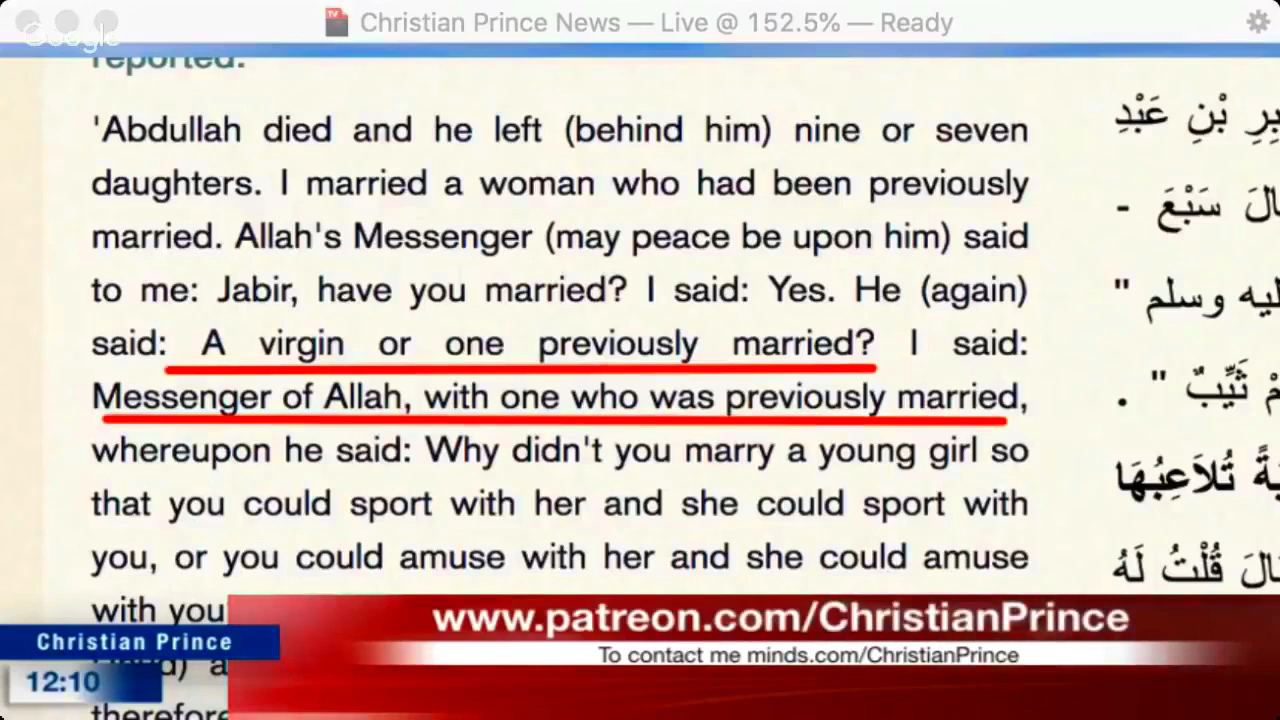 Christian Prince News — Live @ 152.5% — Ready
Google
reported.
'Abdullah died and he left (behind him) nine or seven
daughters. I married a woman who had been previously
married. Allah's Messenger (may peace be upon him) said
to me: Jabir, have you married? I said: Yes. He (again)
said: A virgin or one previously married? I said:
Messenger of Allah, with one who was previously married,
whereupon he said: Why didn't you marry a young girl so
that you could sport with her and she could sport with
you, or you could amuse with her and she could amuse
with you
therefore
بْنِ عَبْدِ
سَبْعَ -
ليه وسلم "
ثَيِّبٌ " .
تُلاَعِبُهَا
قُلْتُ لَهُ
www.patreon.com/ChristianPrince
To contact me minds.com/ChristianPrince
Christian Prince
12:10